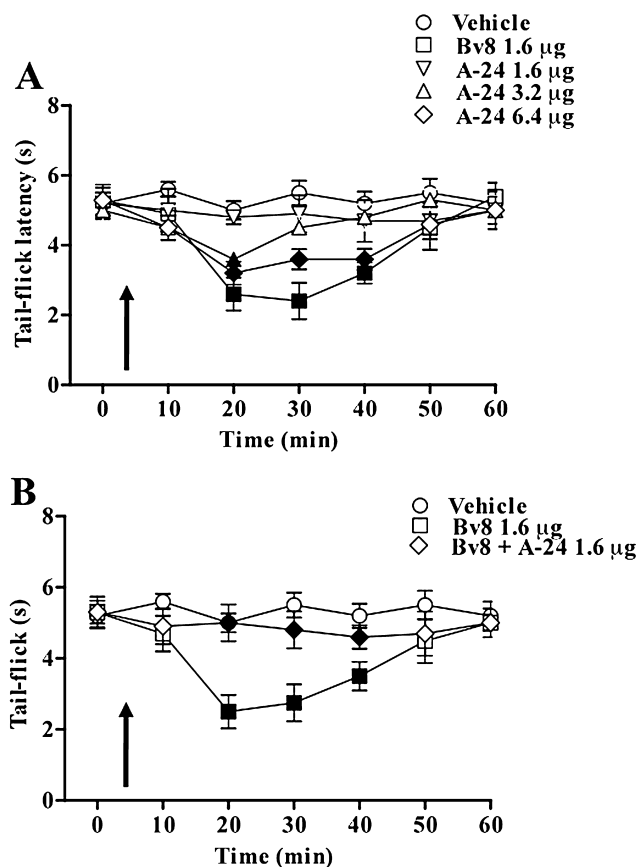 A
Vehicle
Bv8 1.6 µg
A-24 1.6 µg
A-24 3.2 µg
A-24 6.4 µg
Tail-flick latency (s)
8
6
4
2
0
0 10 20 30 40 50 60
Time (min)
B
Vehicle
Bv8 1.6 µg
Bv8 + A-24 1.6 µg
Tail-flick (s)
8
6
4
2
0
0 10 20 30 40 50 60
Time (min)